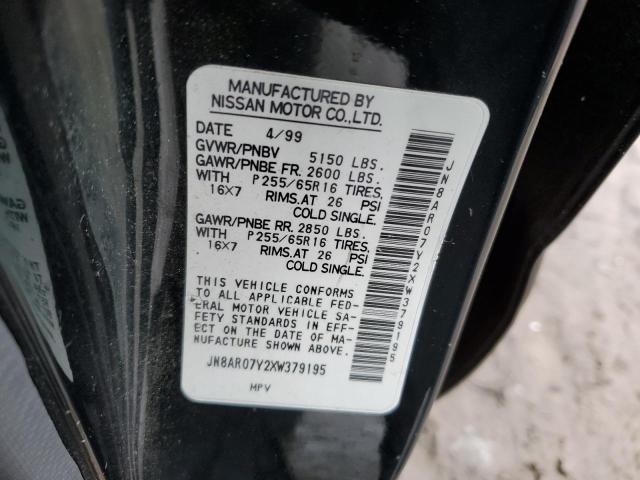 MANUFACTURED BY
NISSAN MOTOR CO.,LTD.
DATE 4/99
GVWR/PNBV 5150 LBS.
GAWR/PNBE FR. 2600 LBS.
WITH P255/65R16 TIRES,
16X7 RIMS.AT 26 PSI
COLD SINGLE.
GAWR/PNBE RR. 2850 LBS.
WITH P255/65R16 TIRES,
16X7 RIMS.AT 26 PSI
COLD SINGLE.
THIS VEHICLE CONFORMS
TO ALL APPLICABLE FED-
ERAL MOTOR VEHICLE SA-
FETY STANDARDS IN EFF-
ECT ON THE DATE OF MA-
NUFACTURE SHOWN ABOVE.
JN8AR07Y2XW379195
MPV
JN8AR07Y2XW379195